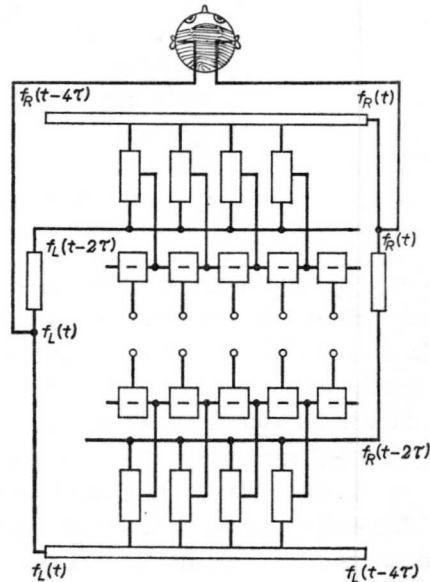 f_R(t-4τ)
f_R(t)
f_L(t-2τ)
f_R(t)
− − − − −
f_L(t)
− − − − −
f_R(t-2τ)
f_L(t)
f_L(t-4τ)